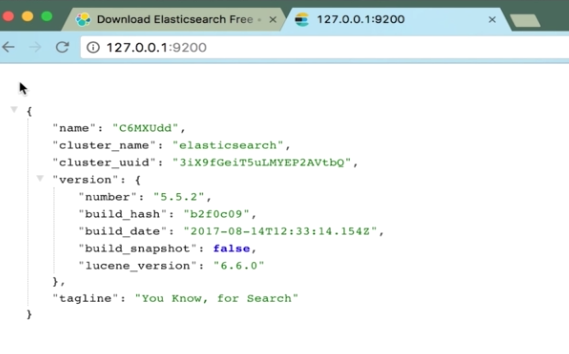 Download Elasticsearch Free -
127.0.0.1:9200
127.0.0.1:9200
{
"name": "C6MXUdd",
"cluster_name": "elasticsearch",
"cluster_uuid": "3iX9fGeiT5uLMYEP2AVtbQ",
"version": {
"number": "5.5.2",
"build_hash": "b2f0c09",
"build_date": "2017-08-14T12:33:14.154Z",
"build_snapshot": false,
"lucene_version": "6.6.0"
},
"tagline": "You Know, for Search"
}